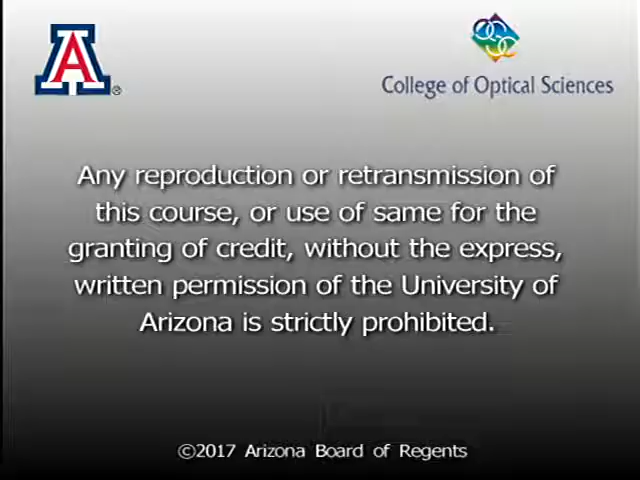 A®
College of Optical Sciences
Any reproduction or retransmission of
this course, or use of same for the
granting of credit, without the express,
written permission of the University of
Arizona is strictly prohibited.
©2017 Arizona Board of Regents